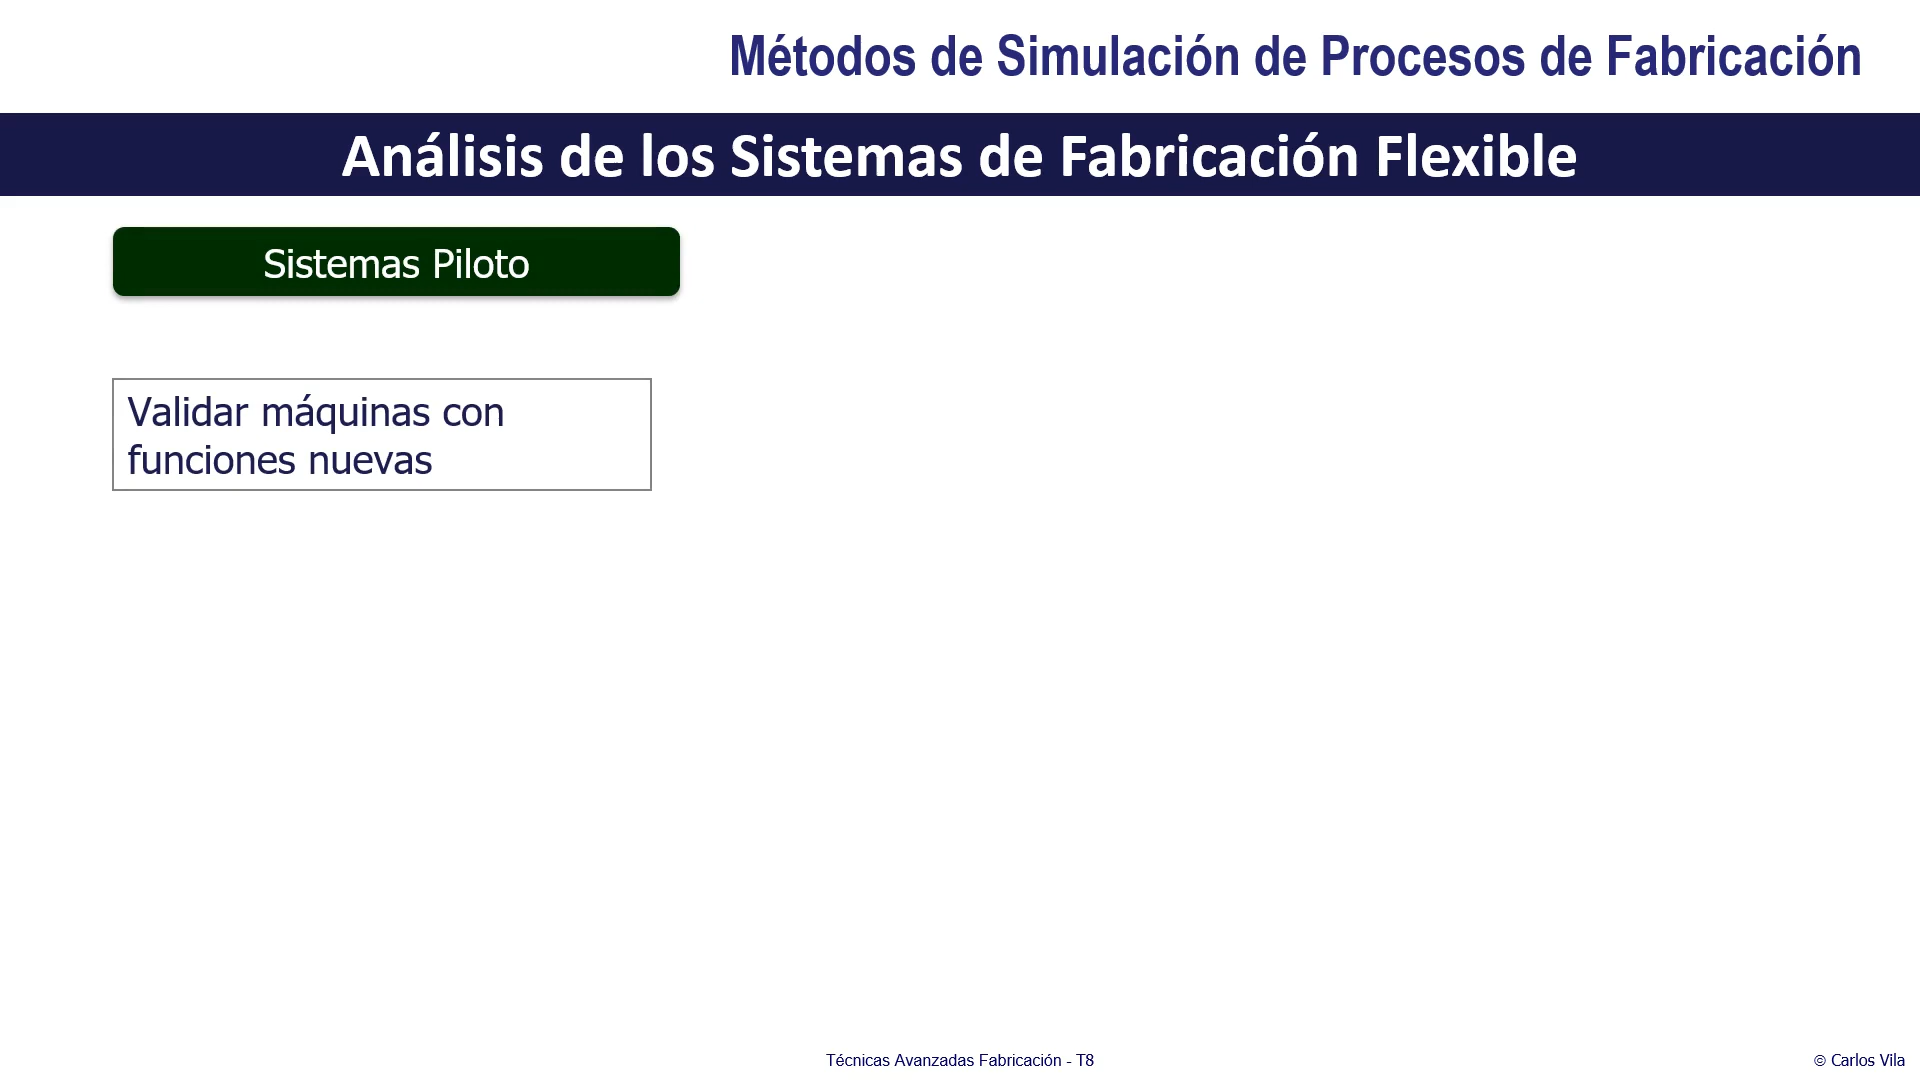 Métodos de Simulación de Procesos de Fabricación
Análisis de los Sistemas de Fabricación Flexible
Sistemas Piloto
Validar máquinas con
funciones nuevas
Técnicas Avanzadas Fabricación - T8
© Carlos Vila